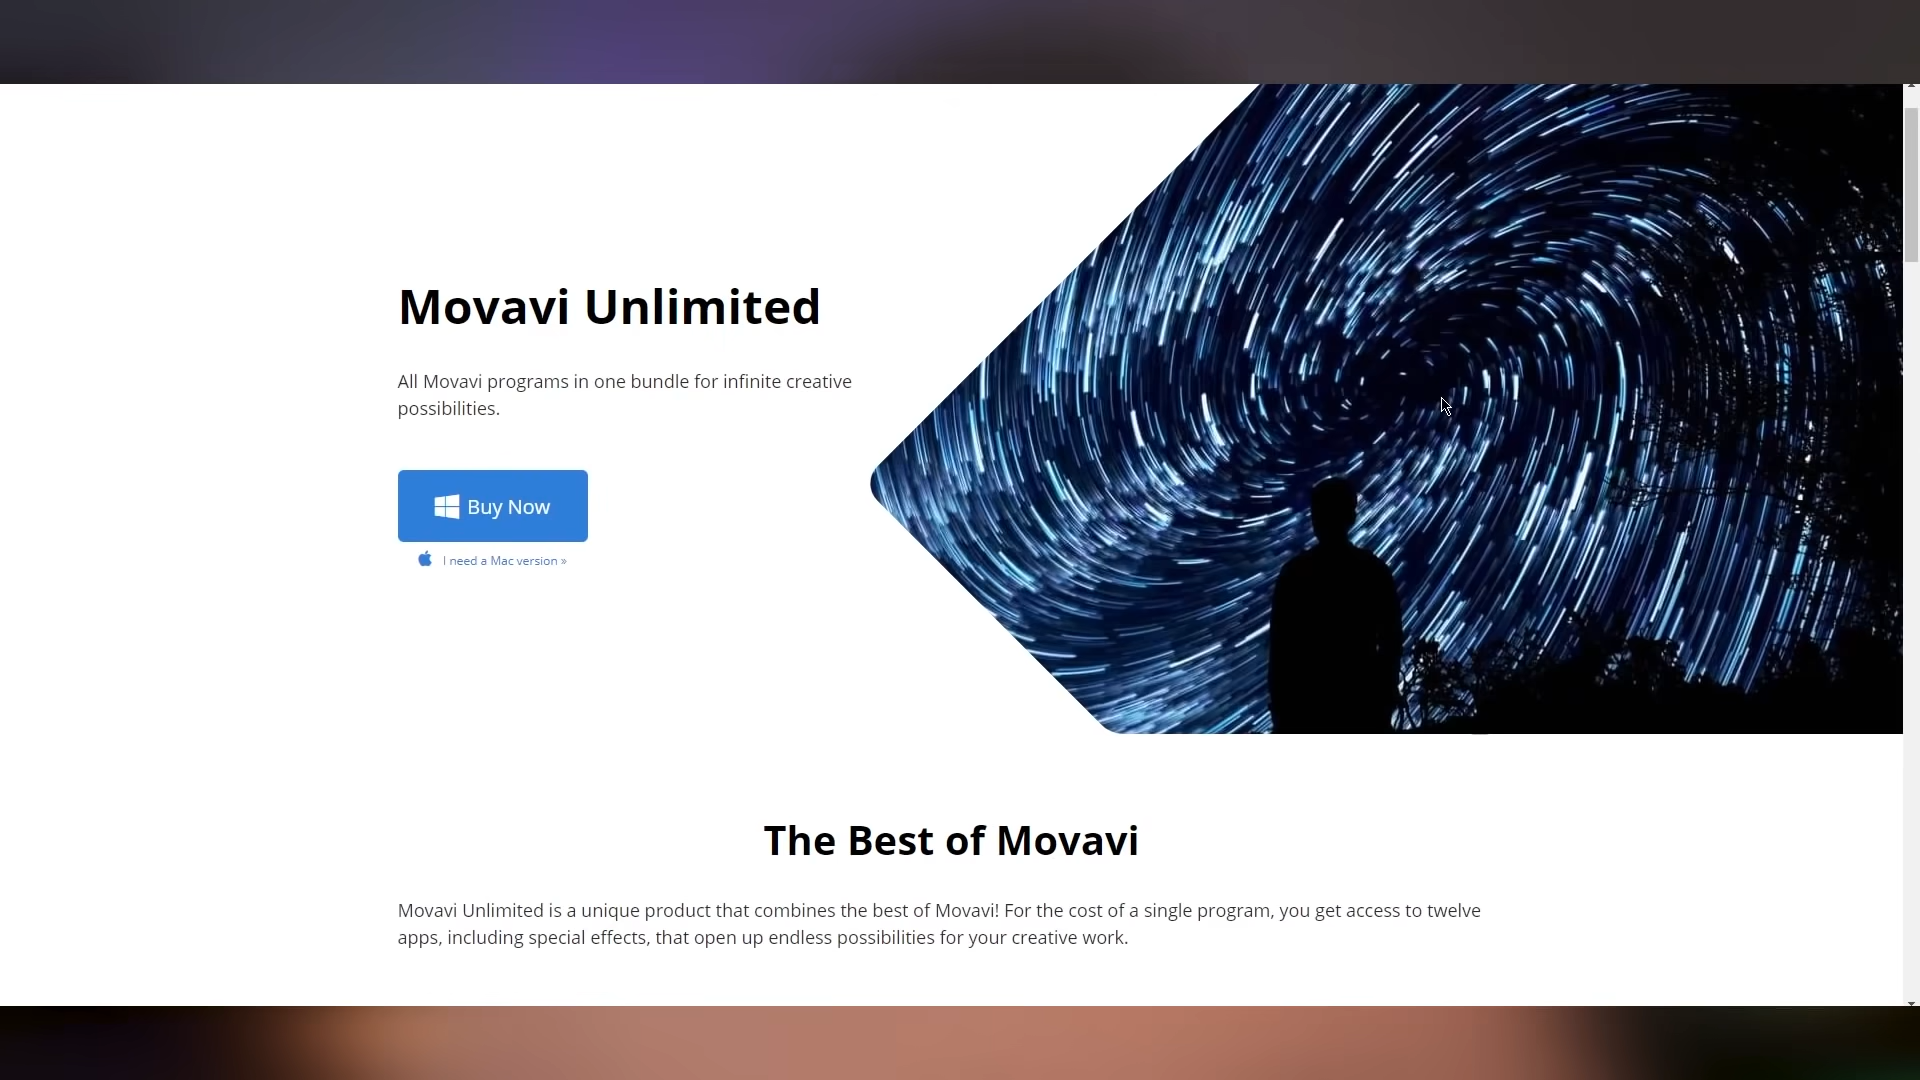 Movavi Unlimited
All Movavi programs in one bundle for infinite creative
possibilities.
Buy Now
I need a Mac version »
The Best of Movavi
Movavi Unlimited is a unique product that combines the best of Movavi! For the cost of a single program, you get access to twelve
apps, including special effects, that open up endless possibilities for your creative work.